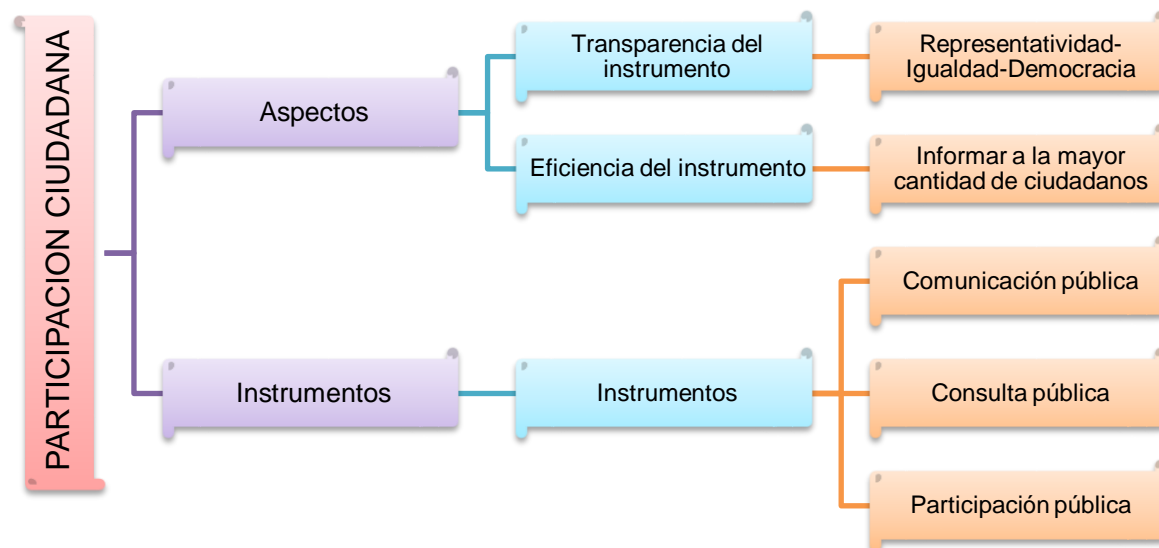 PARTICIPACION CIUDADANA
Aspectos
Transparencia del
instrumento
Representatividad-
Igualdad-Democracia
Eficiencia del instrumento
Informar a la mayor
cantidad de ciudadanos
Instrumentos
Instrumentos
Comunicación pública
Consulta pública
Participación pública